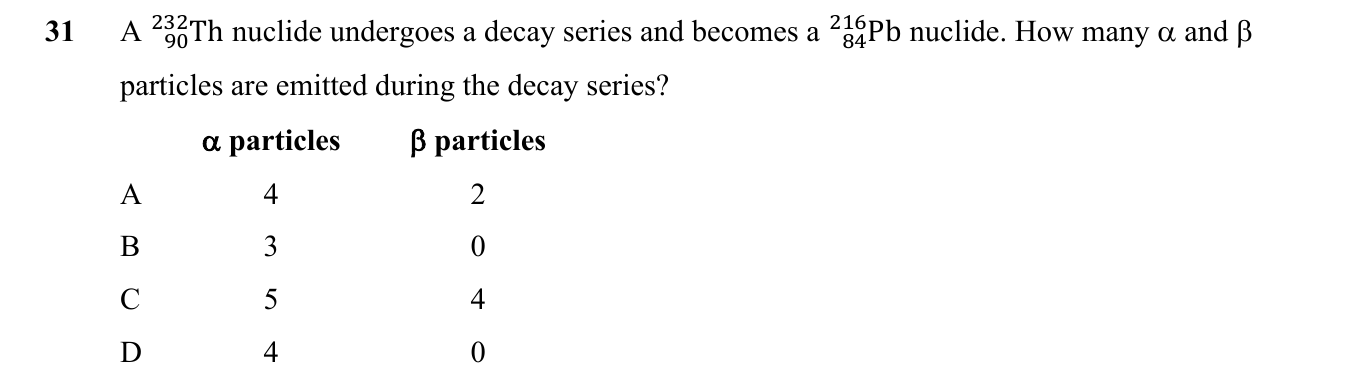 31 A ²³²₉₀Th nuclide undergoes a decay series and becomes a ²¹⁶₈₄Pb nuclide. How many α and β
particles are emitted during the decay series?
α particles β particles
A 4 2
B 3 0
C 5 4
D 4 0